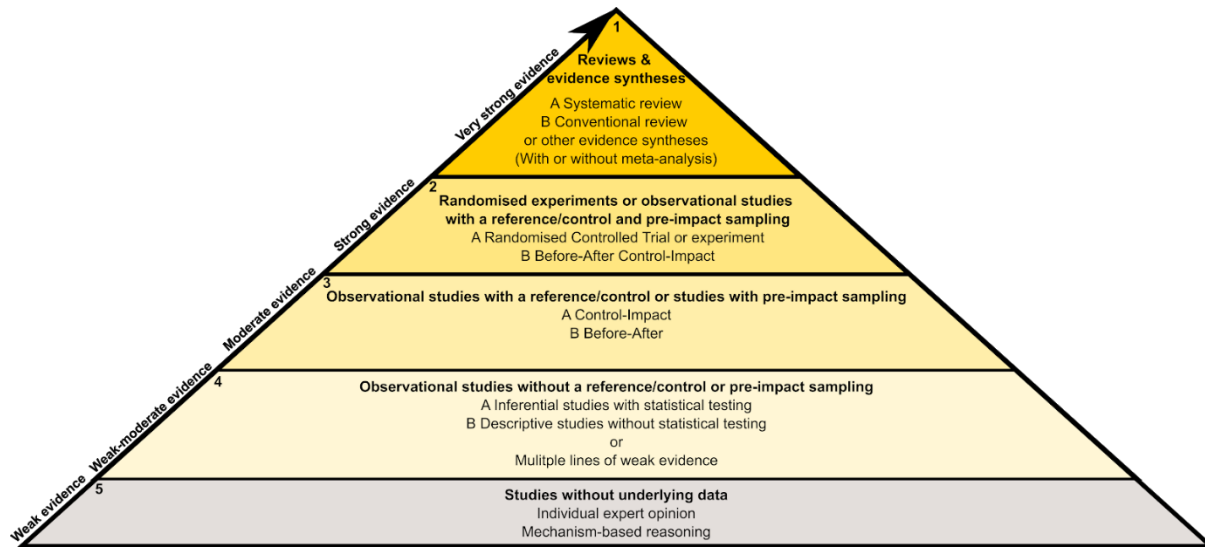 1
Reviews &
evidence syntheses
A Systematic review
B Conventional review
or other evidence syntheses
(With or without meta-analysis)
Very strong evidence
2
Randomised experiments or observational studies
with a reference/control and pre-impact sampling
A Randomised Controlled Trial or experiment
B Before-After Control-Impact
Strong evidence
3
Observational studies with a reference/control or studies with pre-impact sampling
A Control-Impact
B Before-After
Moderate evidence
4
Observational studies without a reference/control or pre-impact sampling
A Inferential studies with statistical testing
B Descriptive studies without statistical testing
or
Mulitple lines of weak evidence
Weak-moderate evidence
5
Studies without underlying data
Individual expert opinion
Mechanism-based reasoning
Weak evidence